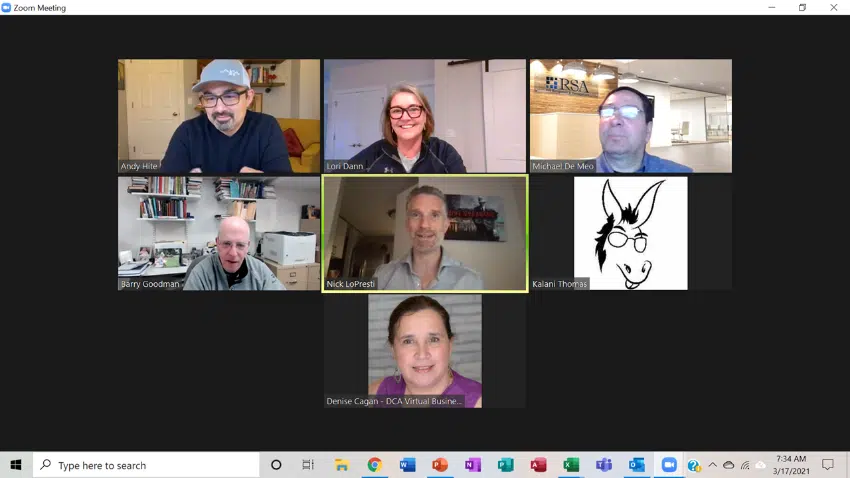 Zoom Meeting
RSA
Andy Hite
Lori Dann
Michael De Meo
Barry Goodman
Nick LoPresti
Kalani Thomas
Denise Cagan - DCA Virtual Busine...
Type here to search
7:34 AM
3/17/2021